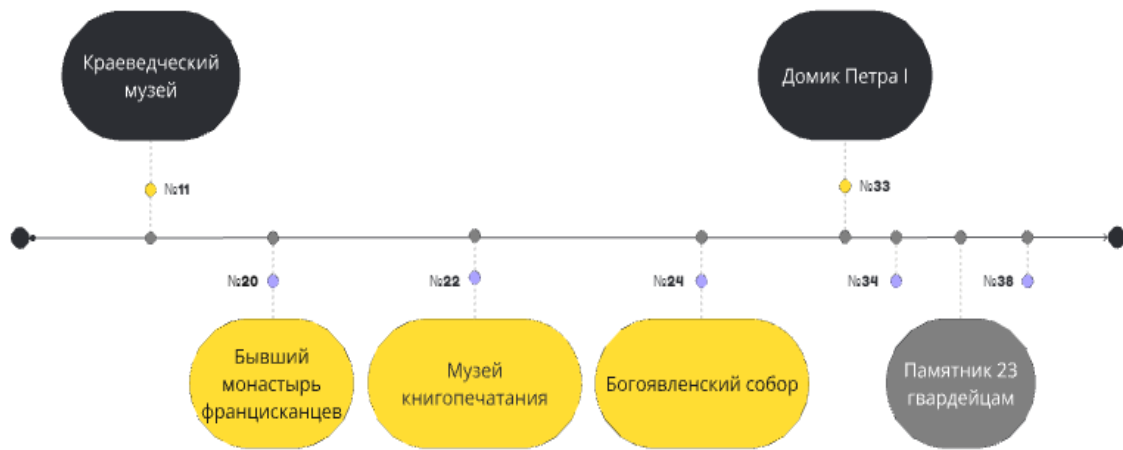 Краеведческий
музей
Домик Петра I
№11
№33
№20
№22
№24
№34
№38
Бывший
монастырь
францисканцев
Музей
книгопечатания
Богоявленский собор
Памятник 23
гвардейцам